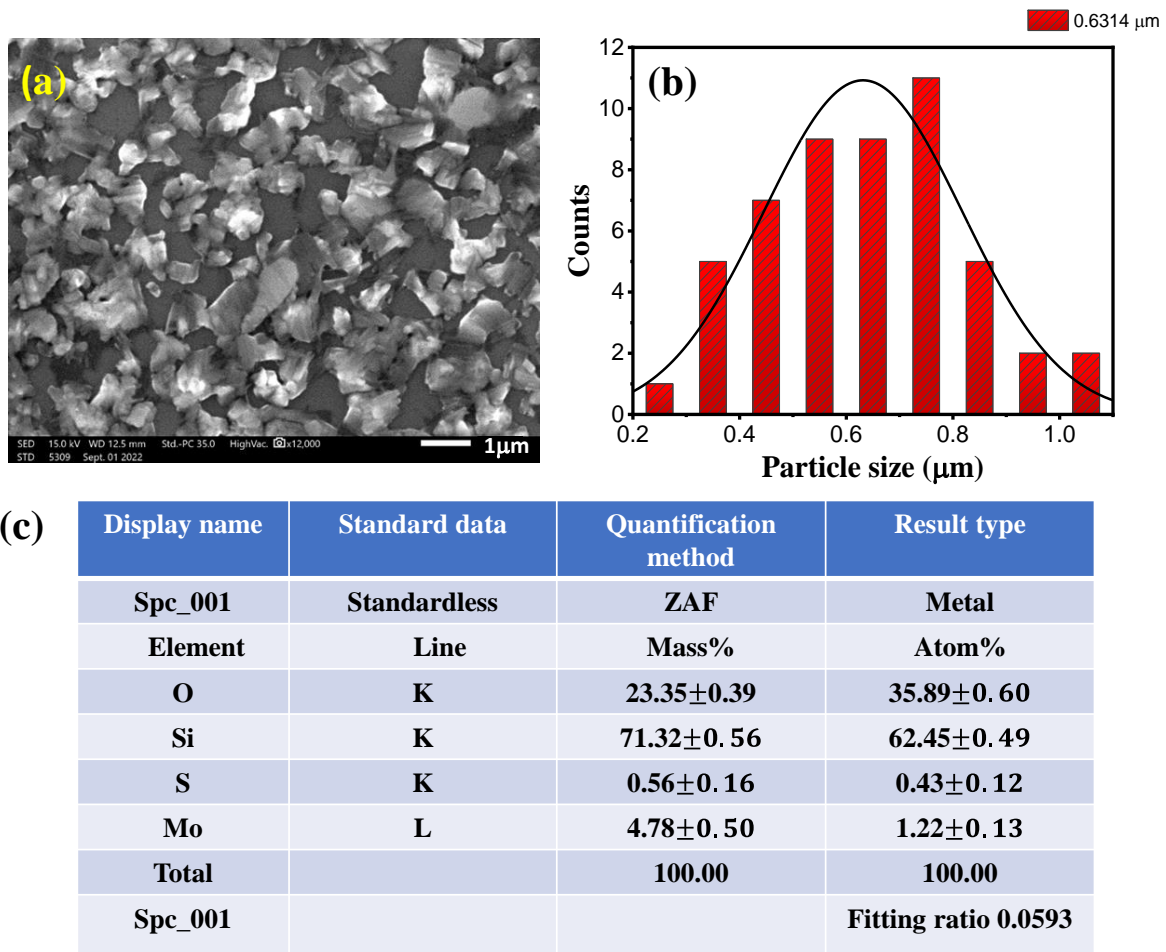 0.6314 μm
(a)
SED 15.0 kV WD 12.5 mm Std.-PC 35.0 HighVac. x12,000
STD 5309 Sept. 01 2022
1μm
(b)
12
10
8
6
4
2
0
Counts
0.2 0.4 0.6 0.8 1.0
Particle size (μm)
(c)
Display name Standard data Quantification method Result type
Spc_001 Standardless ZAF Metal
Element Line Mass% Atom%
O K 23.35±0.39 35.89±0.60
Si K 71.32±0.56 62.45±0.49
S K 0.56±0.16 0.43±0.12
Mo L 4.78±0.50 1.22±0.13
Total 100.00 100.00
Spc_001 Fitting ratio 0.0593